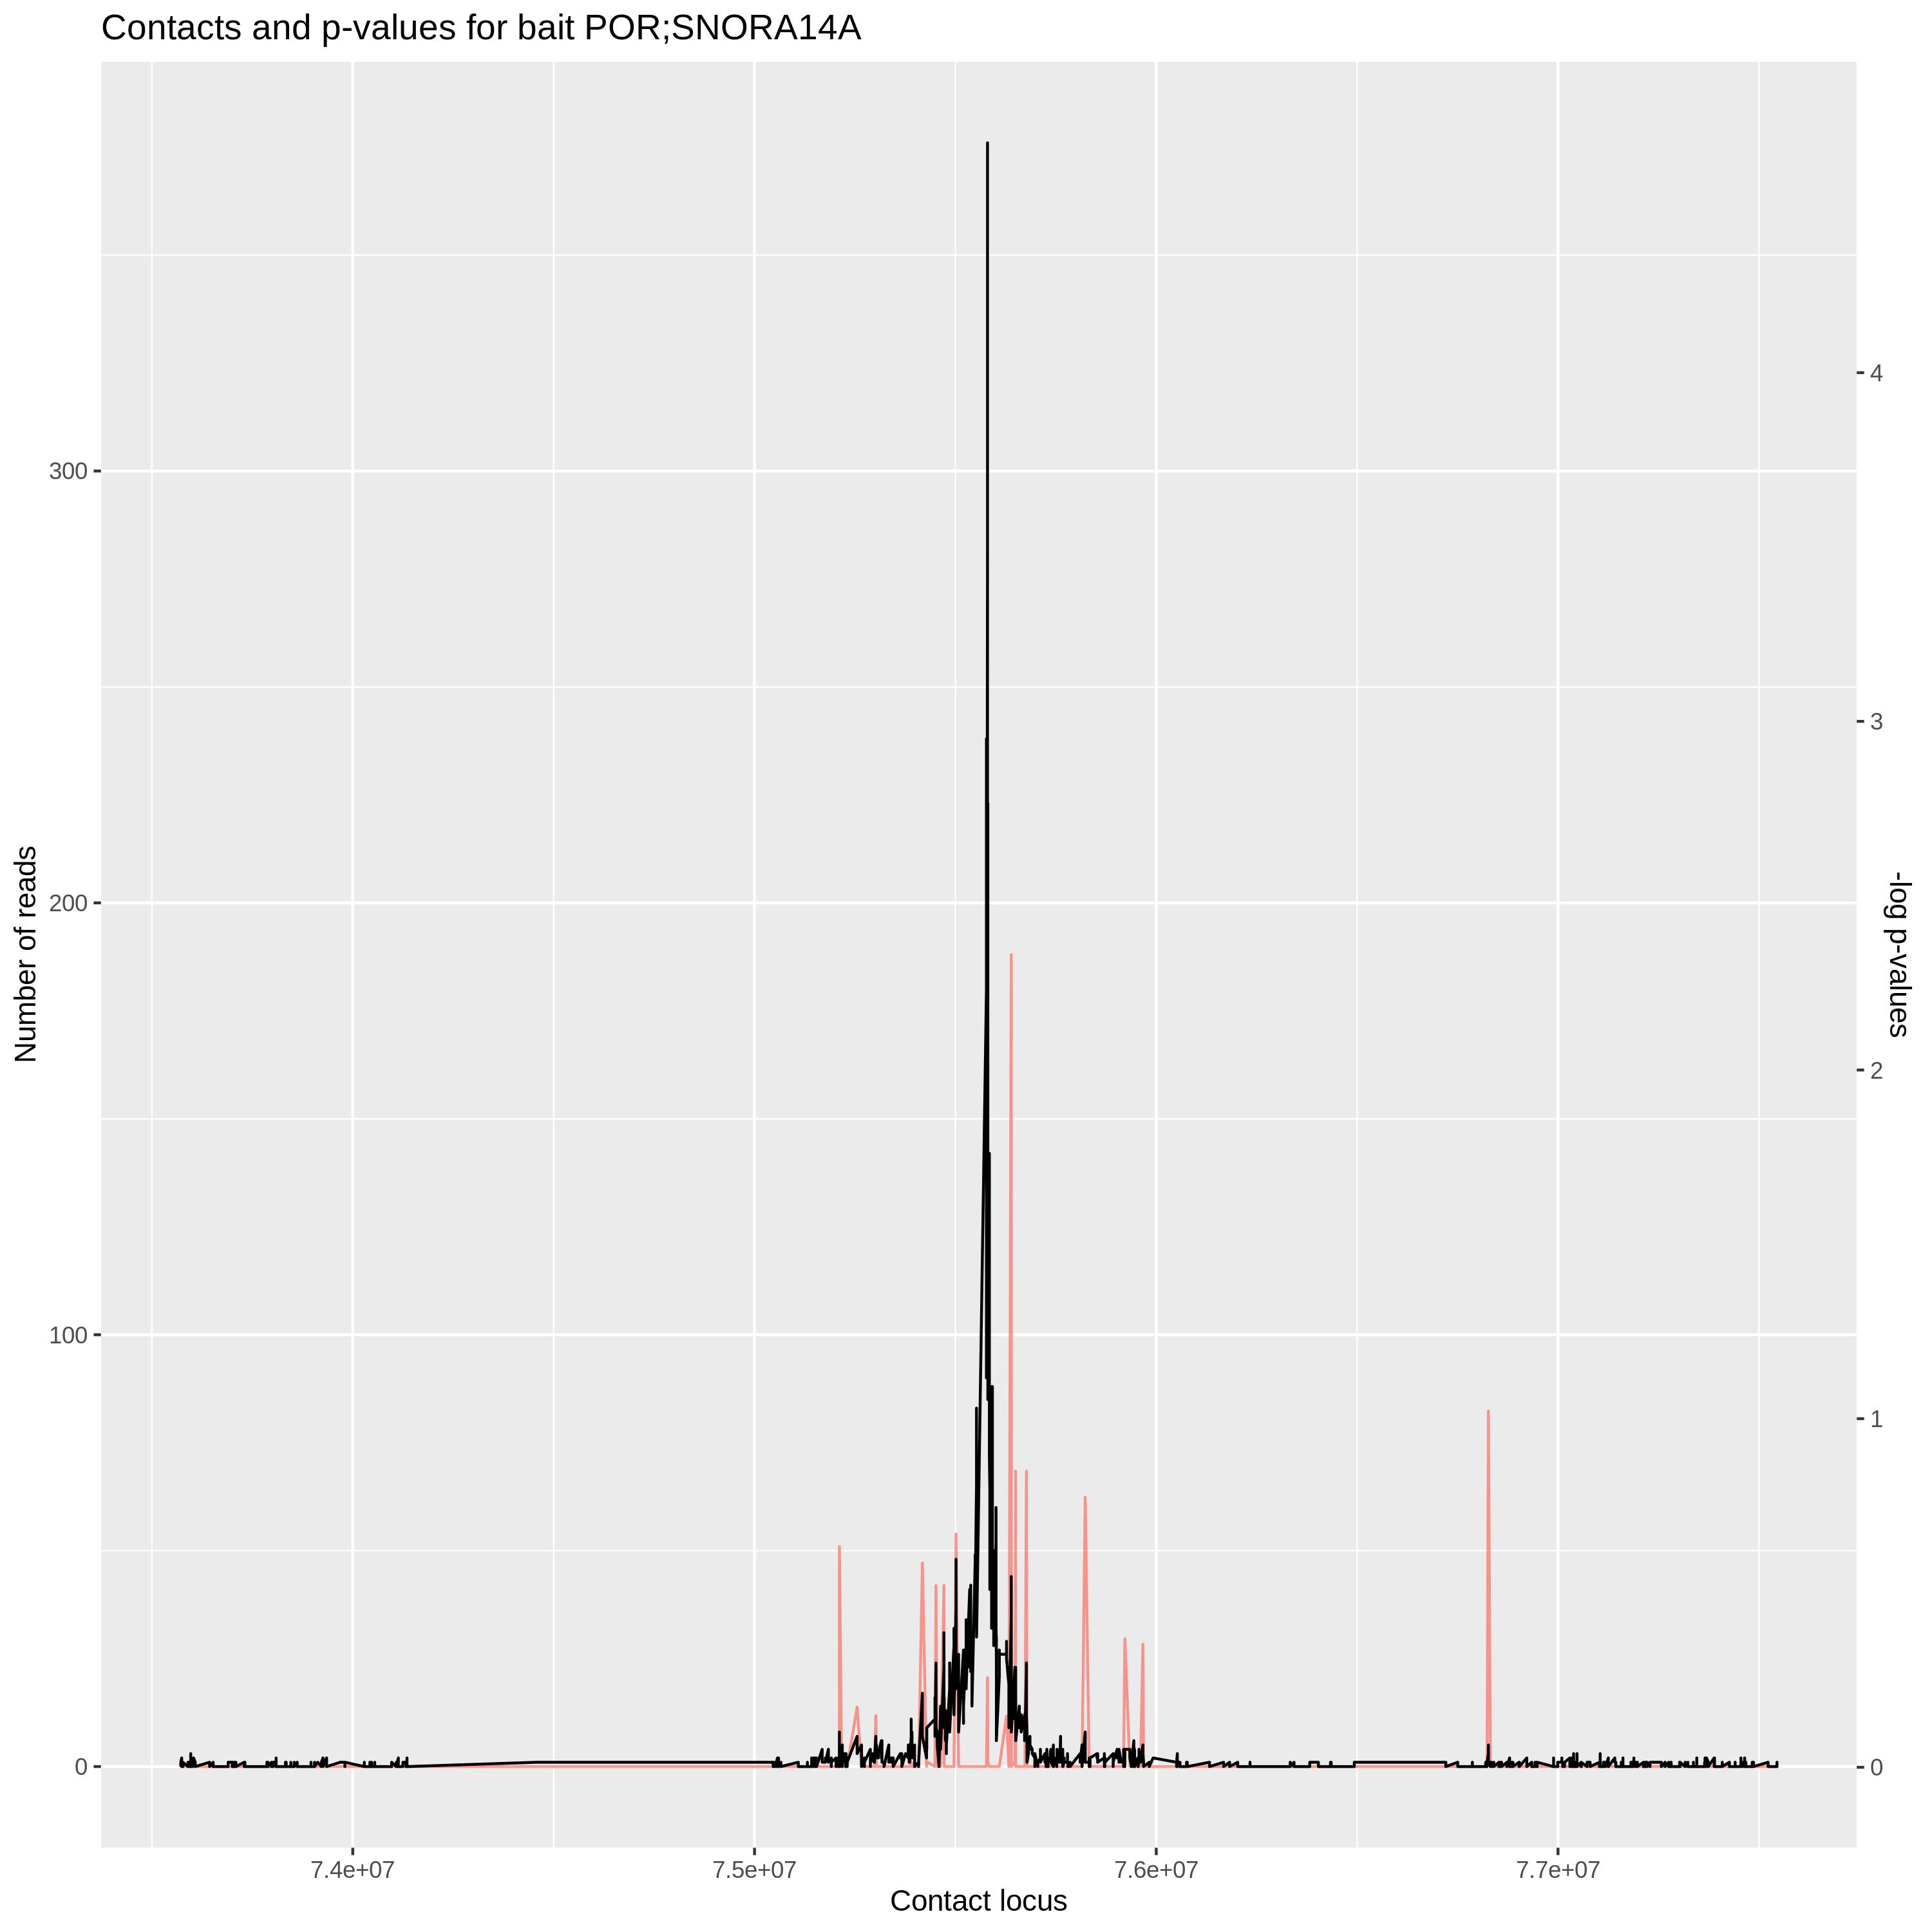 Contacts and p-values for bait POR;SNORA14A
Number of reads
300
200
100
0
-log p-values
4
3
2
1
0
7.4e+07
7.5e+07
7.6e+07
7.7e+07
Contact locus